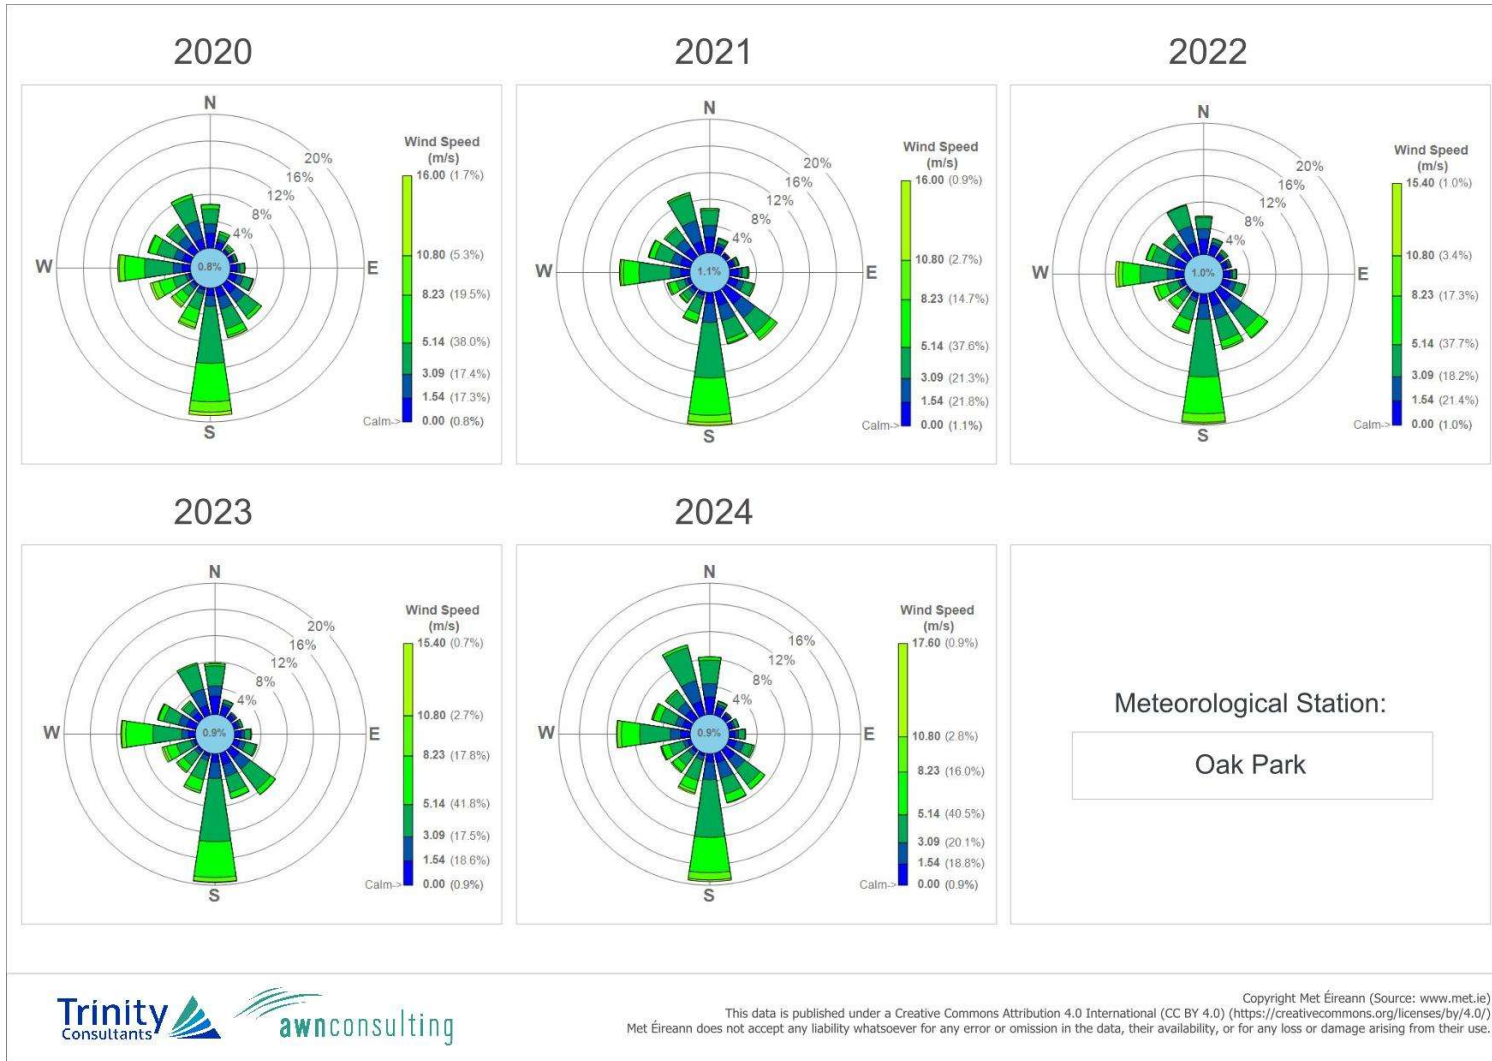 2020
N
Wind Speed
(m/s)
20%
16%
12%
8%
4%
W
0.8%
E
S
16.00 (1.7%)
10.80 (5.3%)
8.23 (19.5%)
5.14 (38.0%)
3.09 (17.4%)
1.54 (17.3%)
Calm-> 0.00 (0.8%)
2021
N
Wind Speed
(m/s)
20%
16%
12%
8%
4%
W
1.1%
E
S
16.00 (0.9%)
10.80 (2.7%)
8.23 (14.7%)
5.14 (37.6%)
3.09 (21.3%)
1.54 (21.8%)
Calm-> 0.00 (1.1%)
2022
N
Wind Speed
(m/s)
20%
16%
12%
8%
4%
W
1.0%
E
S
15.40 (1.0%)
10.80 (3.4%)
8.23 (17.3%)
5.14 (37.7%)
3.09 (18.2%)
1.54 (21.4%)
Calm-> 0.00 (1.0%)
2023
N
Wind Speed
(m/s)
20%
16%
12%
8%
4%
W
0.9%
E
S
15.40 (0.7%)
10.80 (2.7%)
8.23 (17.8%)
5.14 (41.8%)
3.09 (17.5%)
1.54 (18.6%)
Calm-> 0.00 (0.9%)
2024
N
Wind Speed
(m/s)
16%
12%
8%
4%
W
0.9%
E
S
17.60 (0.9%)
10.80 (2.8%)
8.23 (16.0%)
5.14 (40.5%)
3.09 (20.1%)
1.54 (18.8%)
Calm-> 0.00 (0.9%)
Meteorological Station:
Oak Park
Trinity
Consultants
awnconsulting
Copyright Met Éireann (Source: www.met.ie)
This data is published under a Creative Commons Attribution 4.0 International (CC BY 4.0) (https://creativecommons.org/licenses/by/4.0/)
Met Éireann does not accept any liability whatsoever for any error or omission in the data, their availability, or for any loss or damage arising from their use.